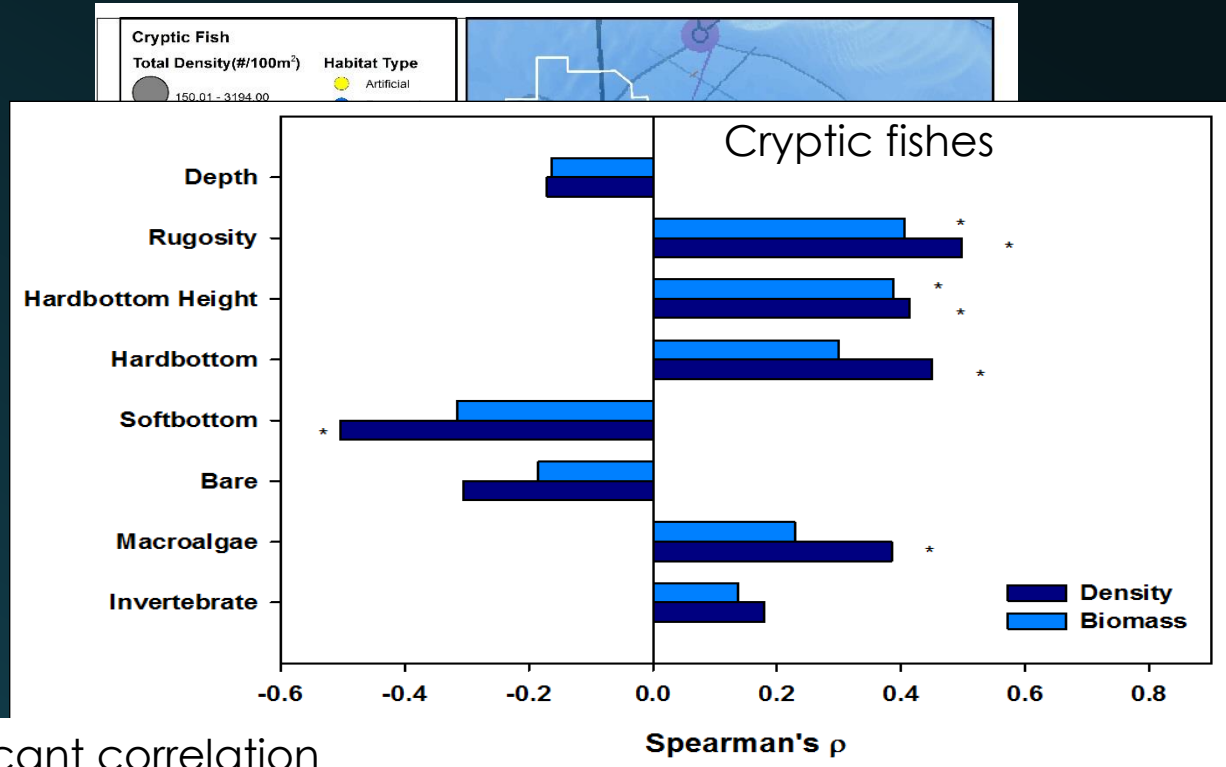 Cryptic Fish
Total Density(#/100m²) Habitat Type
Artificial
150.01 - 3194.00
Cryptic fishes
Depth
Rugosity
*
*
Hardbottom Height
*
*
Hardbottom
*
Softbottom
*
Bare
Macroalgae
*
Invertebrate
Density
Biomass
-0.6 -0.4 -0.2 0.0 0.2 0.4 0.6 0.8
Spearman's ρ
correlation